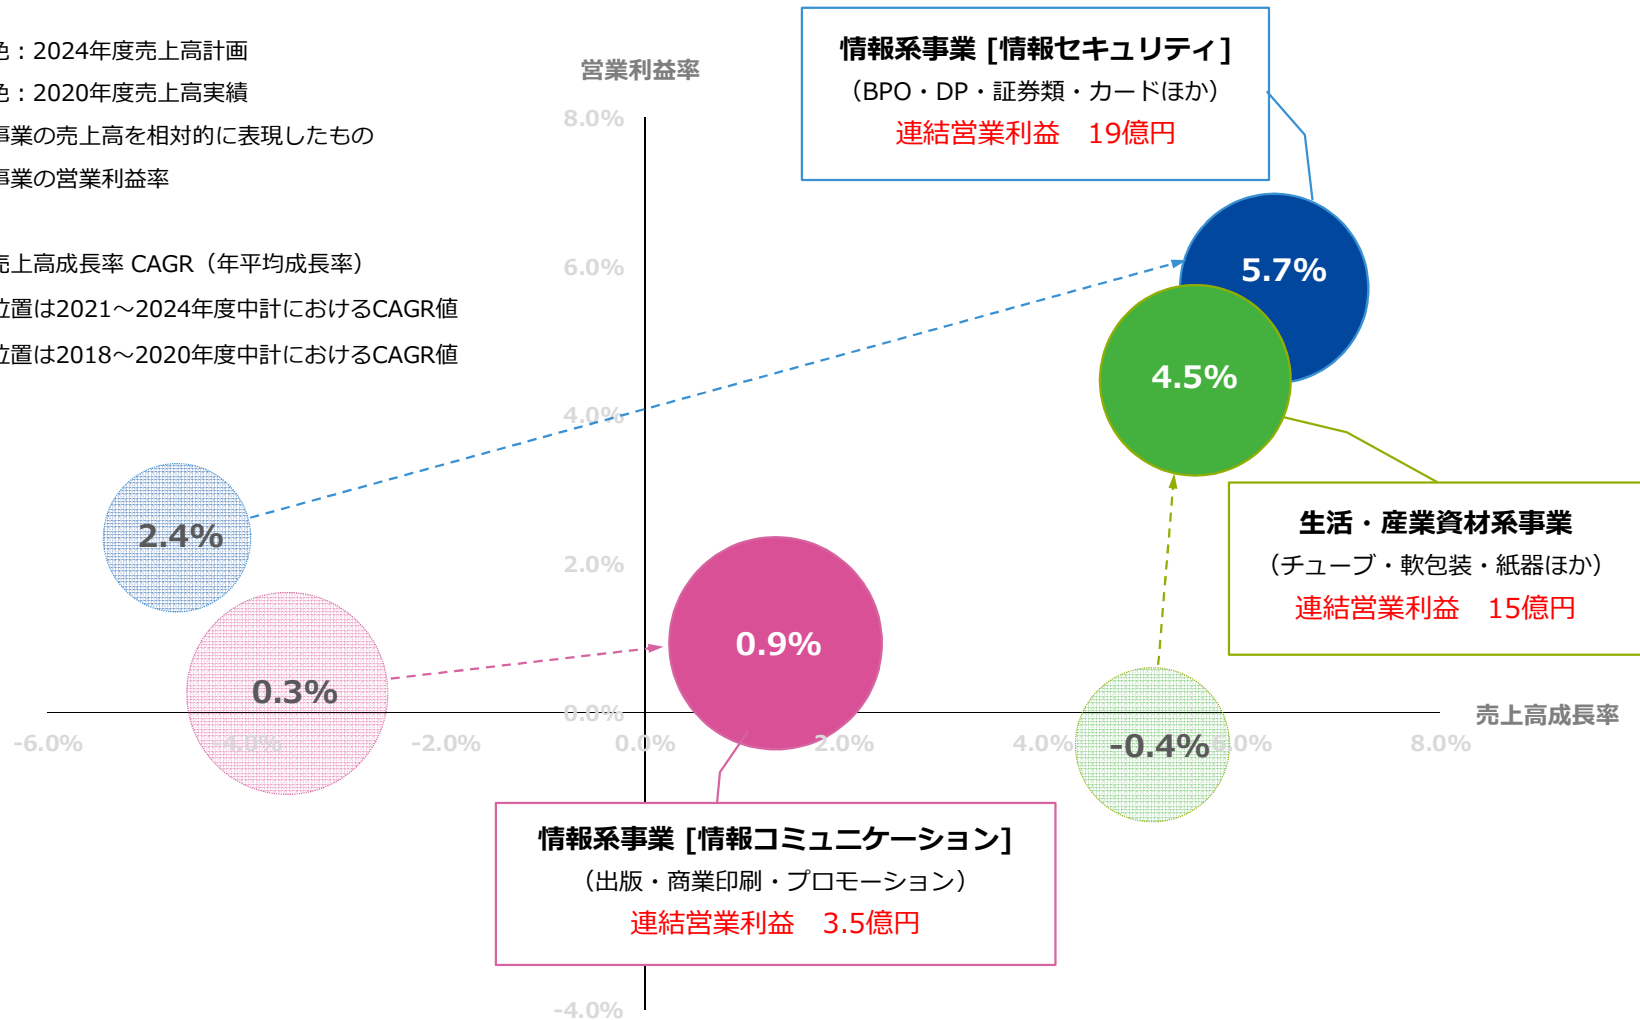 色：2024年度売上高計画
色：2020年度売上高実績
事業の売上高を相対的に表現したもの
事業の営業利益率
売上高成長率 CAGR（年平均成長率）
位置は2021～2024年度中計におけるCAGR値
位置は2018～2020年度中計におけるCAGR値
営業利益率
8.0%
6.0%
4.0%
2.0%
0.0%
-4.0%
情報系事業 [情報セキュリティ]
（BPO・DP・証券類・カードほか）
連結営業利益　19億円
5.7%
4.5%
2.4%
0.3%
0.9%
-0.4%
生活・産業資材系事業
（チューブ・軟包装・紙器ほか）
連結営業利益　15億円
売上高成長率
-6.0%
-4.0%
-2.0%
0.0%
2.0%
4.0%
6.0%
8.0%
情報系事業 [情報コミュニケーション]
（出版・商業印刷・プロモーション）
連結営業利益　3.5億円